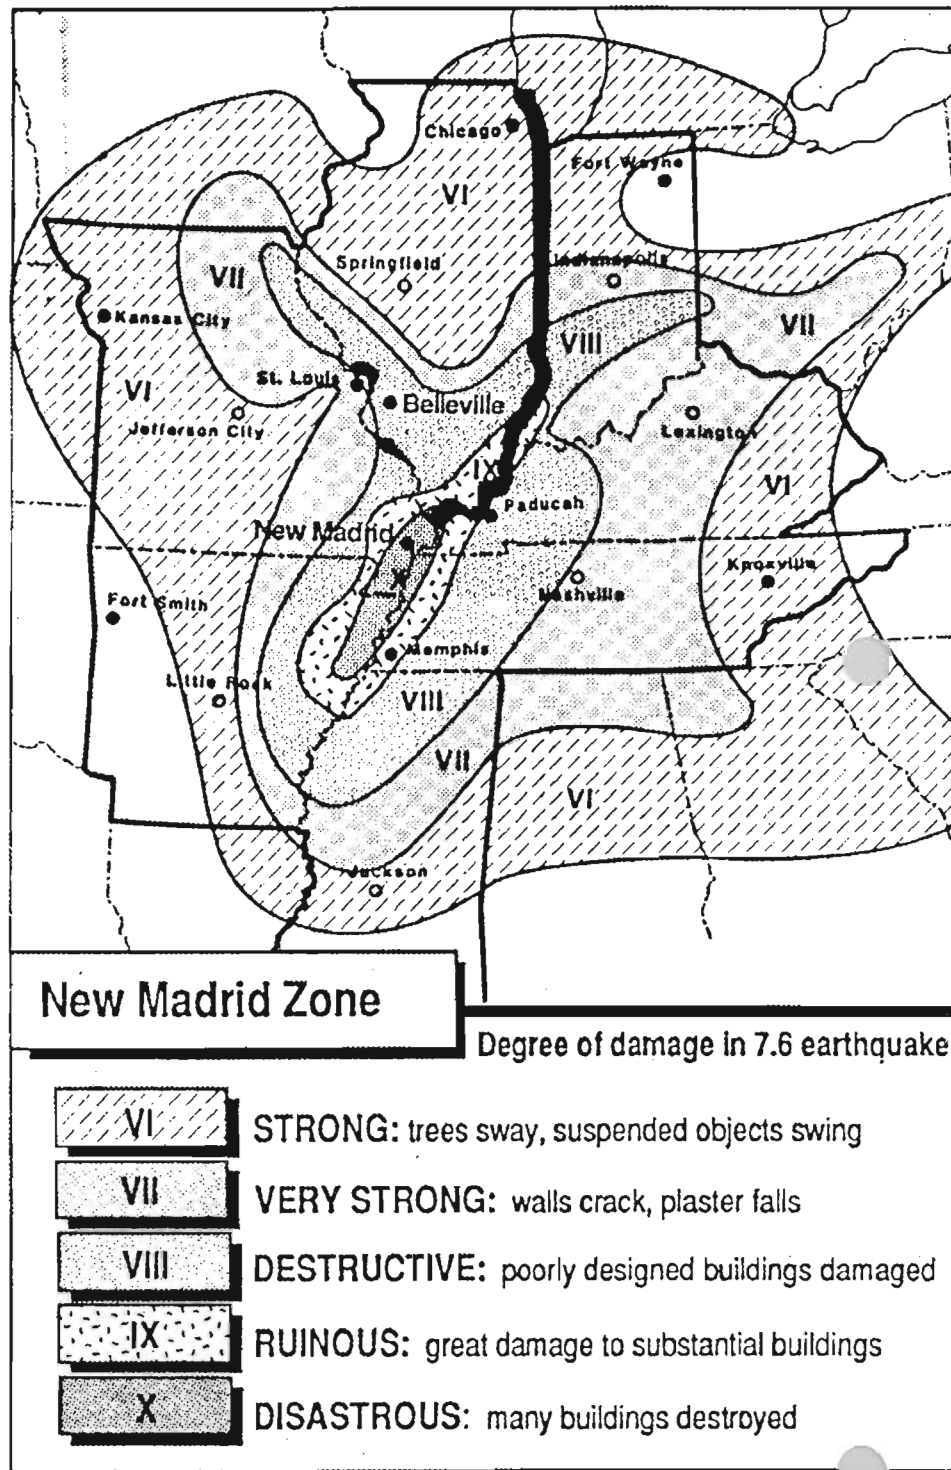 Chicago
Fort Wayne
VI
Springfield
Indianapolis
VII
Kansas City
VIII
VII
St. Louis
Belleville
VI
Jefferson City
Lexington
IX
VI
Paducah
New Madrid
X
Knoxville
Nashville
Fort Smith
Memphis
Little Rock
VIII
VII
VI
Jackson
New Madrid Zone
Degree of damage in 7.6 earthquake
VI STRONG: trees sway, suspended objects swing
VII VERY STRONG: walls crack, plaster falls
VIII DESTRUCTIVE: poorly designed buildings damaged
IX RUINOUS: great damage to substantial buildings
X DISASTROUS: many buildings destroyed